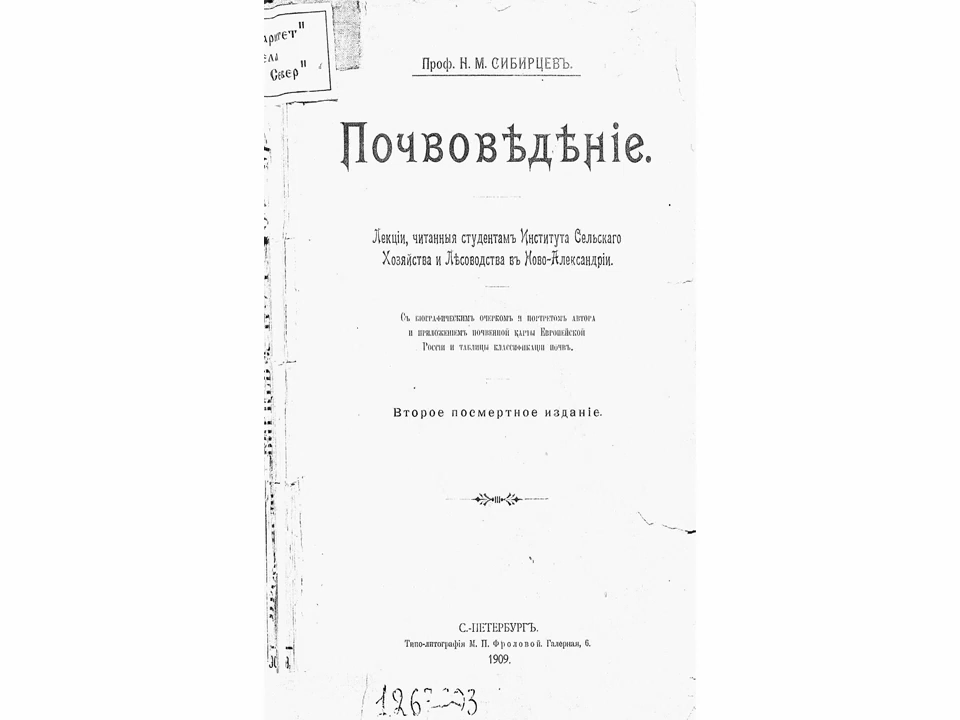 Проф. Н. М. СИБИРЦЕВЪ.
Почвовѣдѣніе.
Лекціи, читанныя студентамъ Института Сельскаго
Хозяйства и Лѣсоводства въ Ново-Александріи.
Съ біографическимъ очеркомъ и портретомъ автора
и приложеніемъ почвенной карты Европейской
Россіи и таблицы классификаціи почвъ.
Второе посмертное изданіе.
С.-ПЕТЕРБУРГЪ.
Типо-литографія М. П. Фроловой. Галерная, 6.
1909.